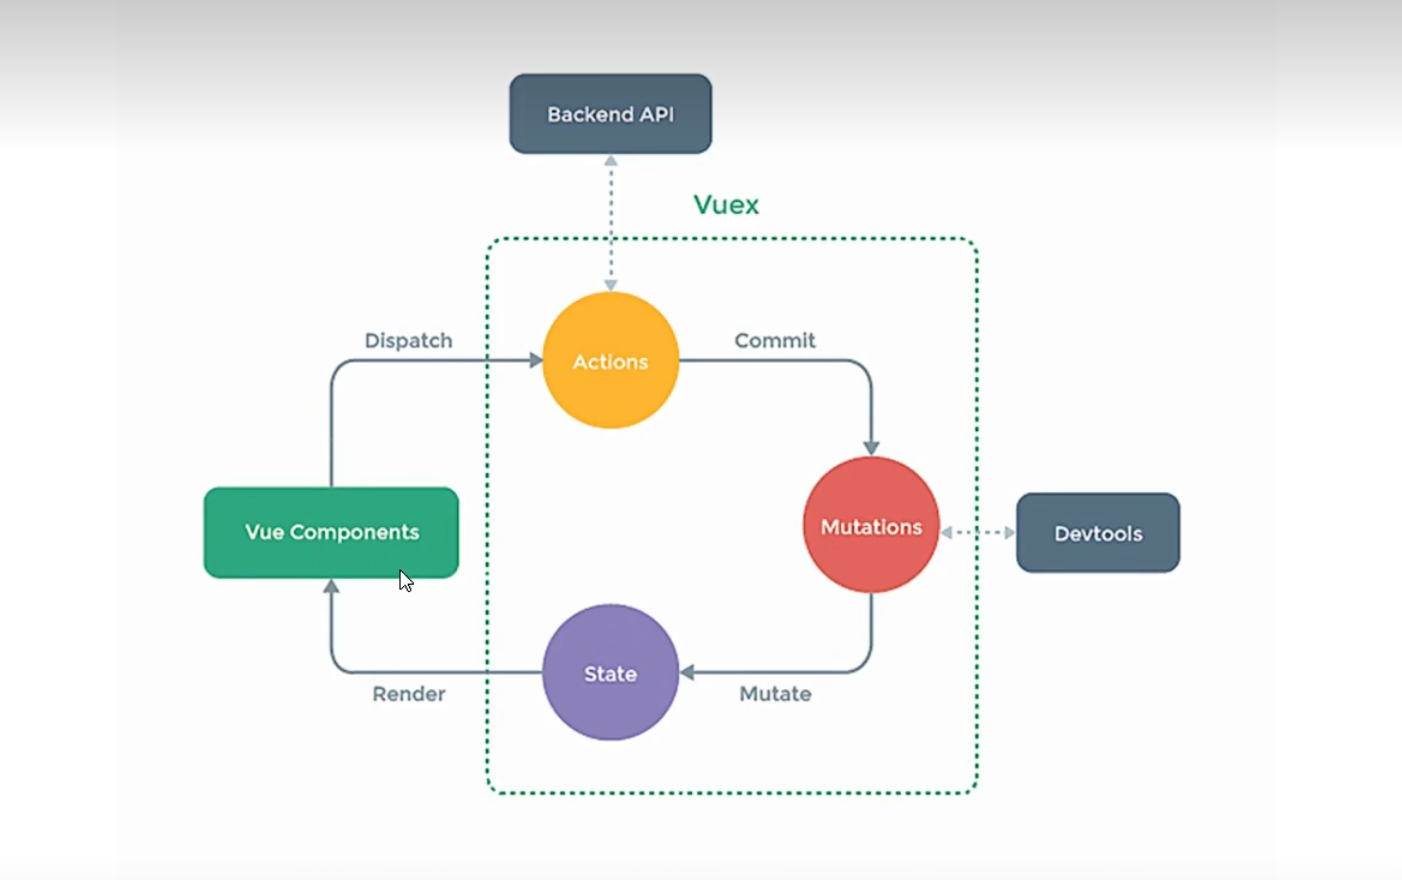 Backend API
Vuex
Dispatch
Actions
Commit
Vue Components
Mutations
Devtools
State
Render
Mutate